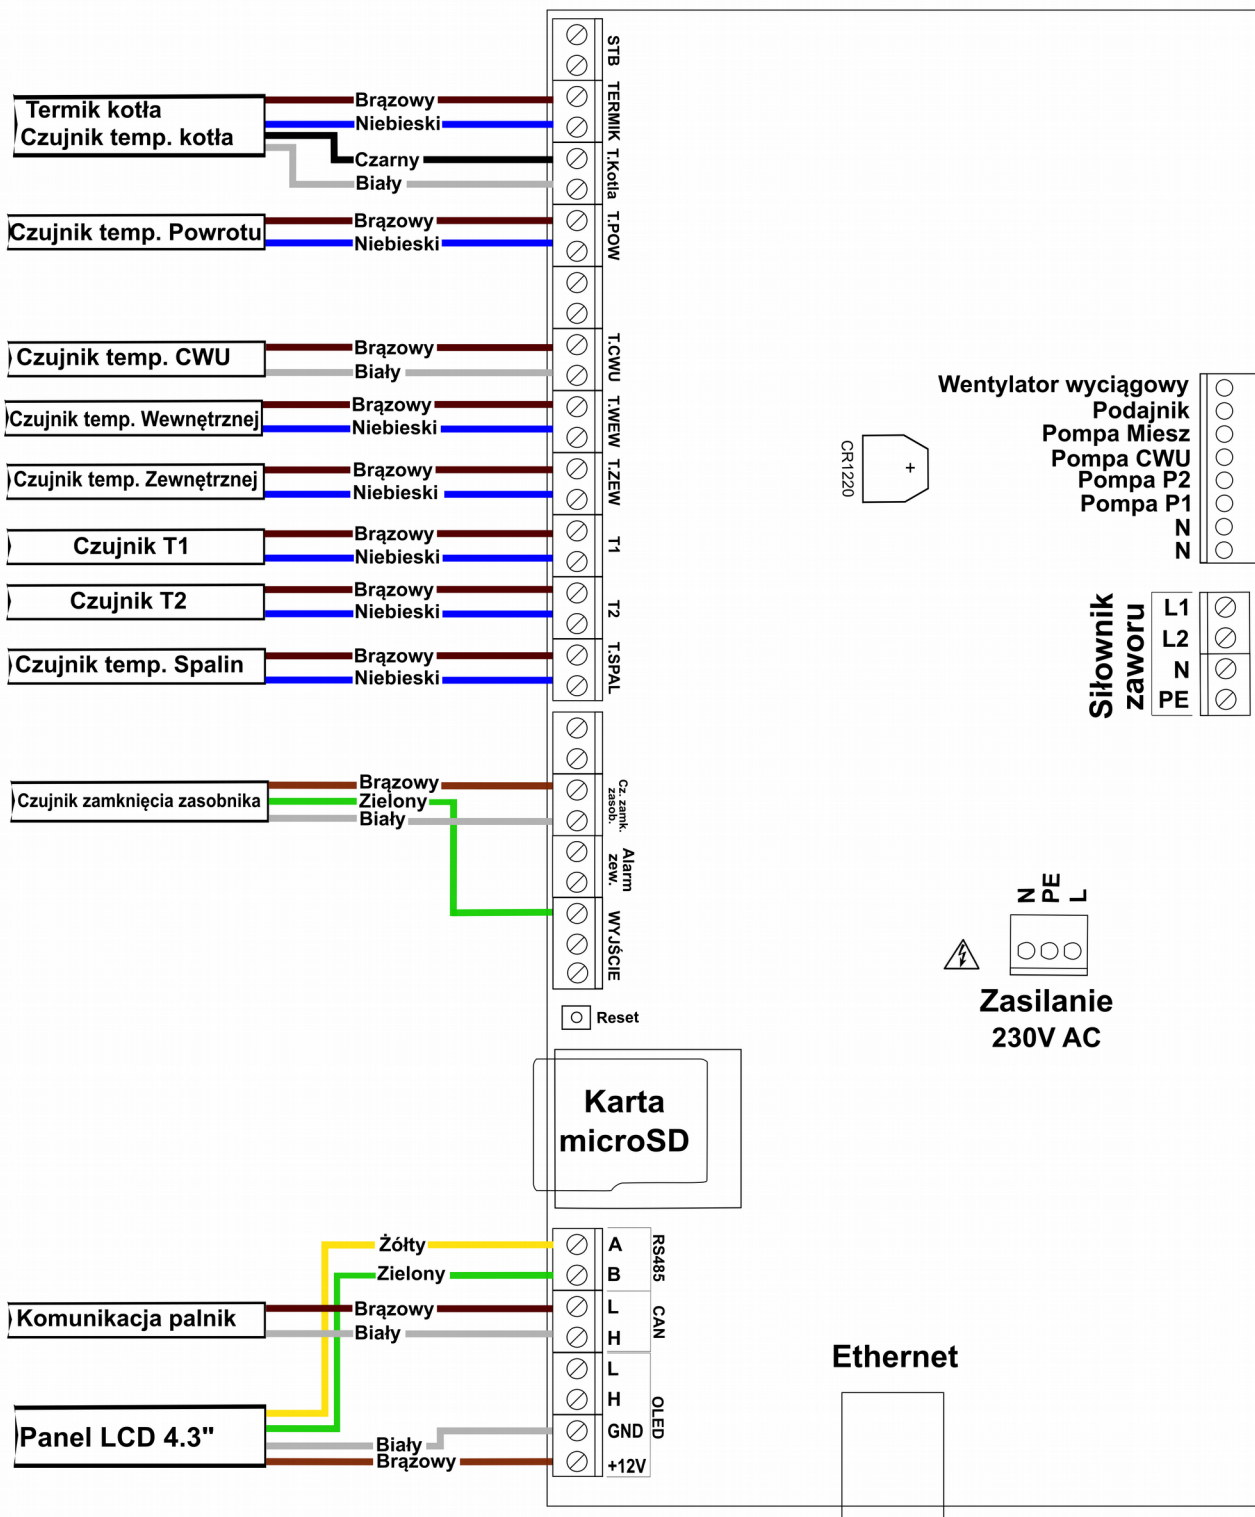 STB
Termik kotła
Czujnik temp. kotła
Brązowy
Niebieski
TERMIK
Czarny
Biały
T.Kotla
Czujnik temp. Powrotu
Brązowy
Niebieski
T.POW
Czujnik temp. CWU
Brązowy
Biały
T.CWU
Czujnik temp. Wewnętrznej
Brązowy
Niebieski
T.WEW
Czujnik temp. Zewnętrznej
Brązowy
Niebieski
T.ZEW
Czujnik T1
Brązowy
Niebieski
T1
Czujnik T2
Brązowy
Niebieski
T2
Czujnik temp. Spalin
Brązowy
Niebieski
T.SPAL
Czujnik zamknięcia zasobnika
Brązowy
Zielony
Biały
Cz. zamk.
zasob.
Alarm
zew.
WYJŚCIE
Reset
Karta
microSD
Żółty
A
Zielony
B
RS485
Komunikacja palnik
Brązowy
L
Biały
H
CAN
L
H
Panel LCD 4.3"
Biały
GND
Brązowy
+12V
OLED
CR1220
+
Wentylator wyciągowy
Podajnik
Pompa Miesz
Pompa CWU
Pompa P2
Pompa P1
N
N
Siłownik
zaworu
L1
L2
N
PE
N
PE
L
Zasilanie
230V AC
Ethernet